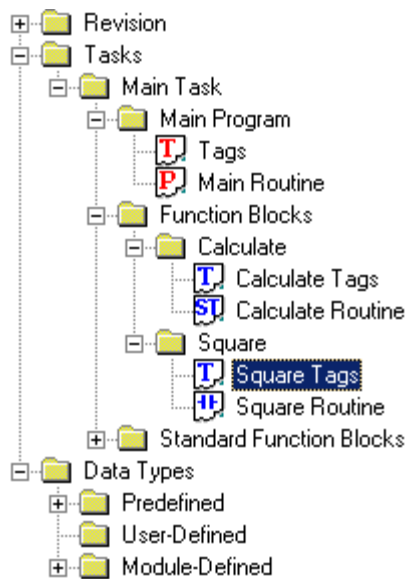 Revision
Tasks
Main Task
Main Program
T Tags
P Main Routine
Function Blocks
Calculate
T Calculate Tags
ST Calculate Routine
Square
T Square Tags
Square Routine
Standard Function Blocks
Data Types
Predefined
User-Defined
Module-Defined